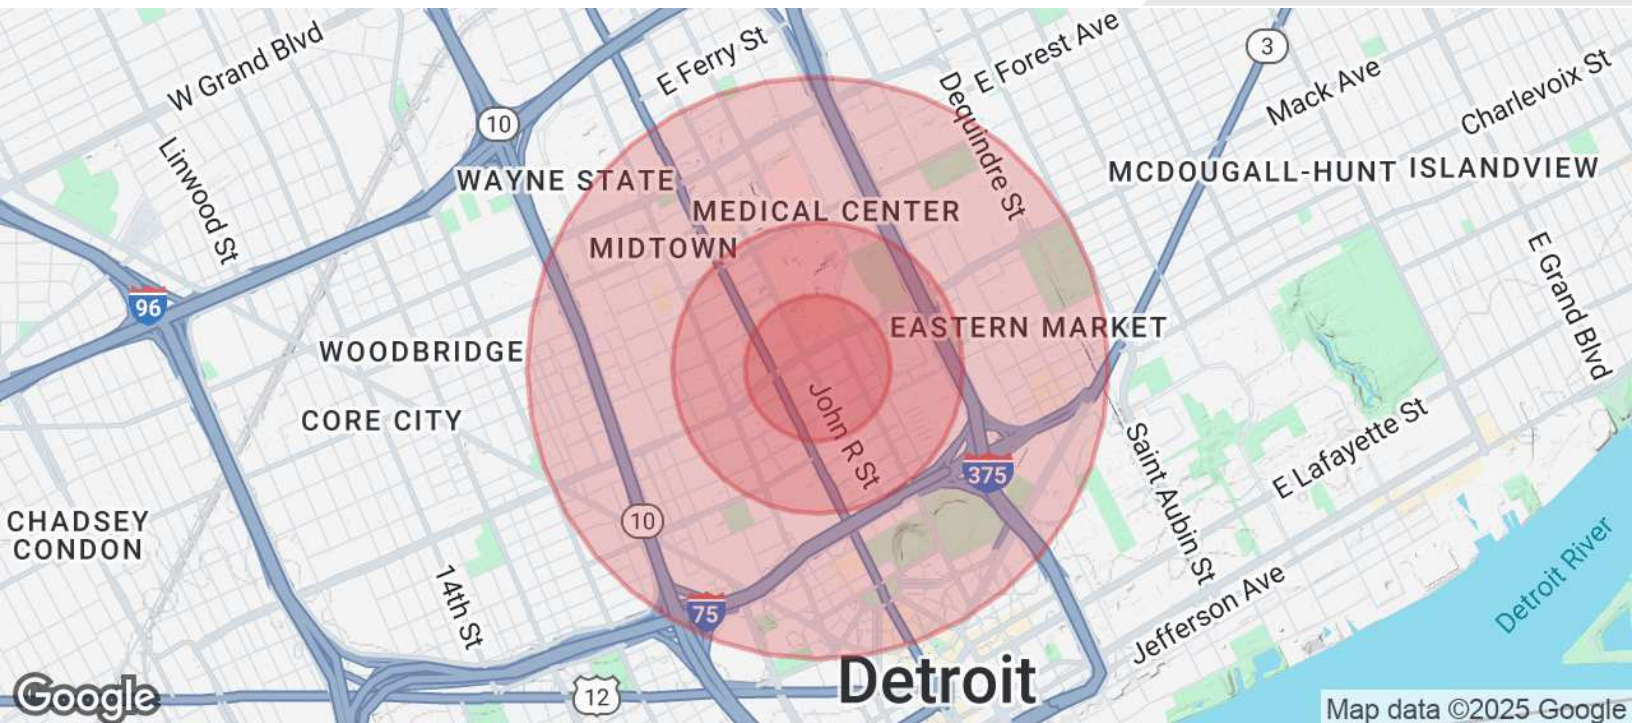 W Grand Blvd
E Ferry St
E Forest Ave
3
Mack Ave
Charlevoix St
10
Linwood St
Dequindre St
WAYNE STATE
MCDOUGALL-HUNT
ISLANDVIEW
MEDICAL CENTER
MIDTOWN
E Grand Blvd
96
EASTERN MARKET
WOODBRIDGE
CORE CITY
John R St
375
Saint Aubin St
E Lafayette St
CHADSEY
CONDON
10
14th St
75
Jefferson Ave
Detroit River
Detroit
12
Google
Map data ©2025 Google